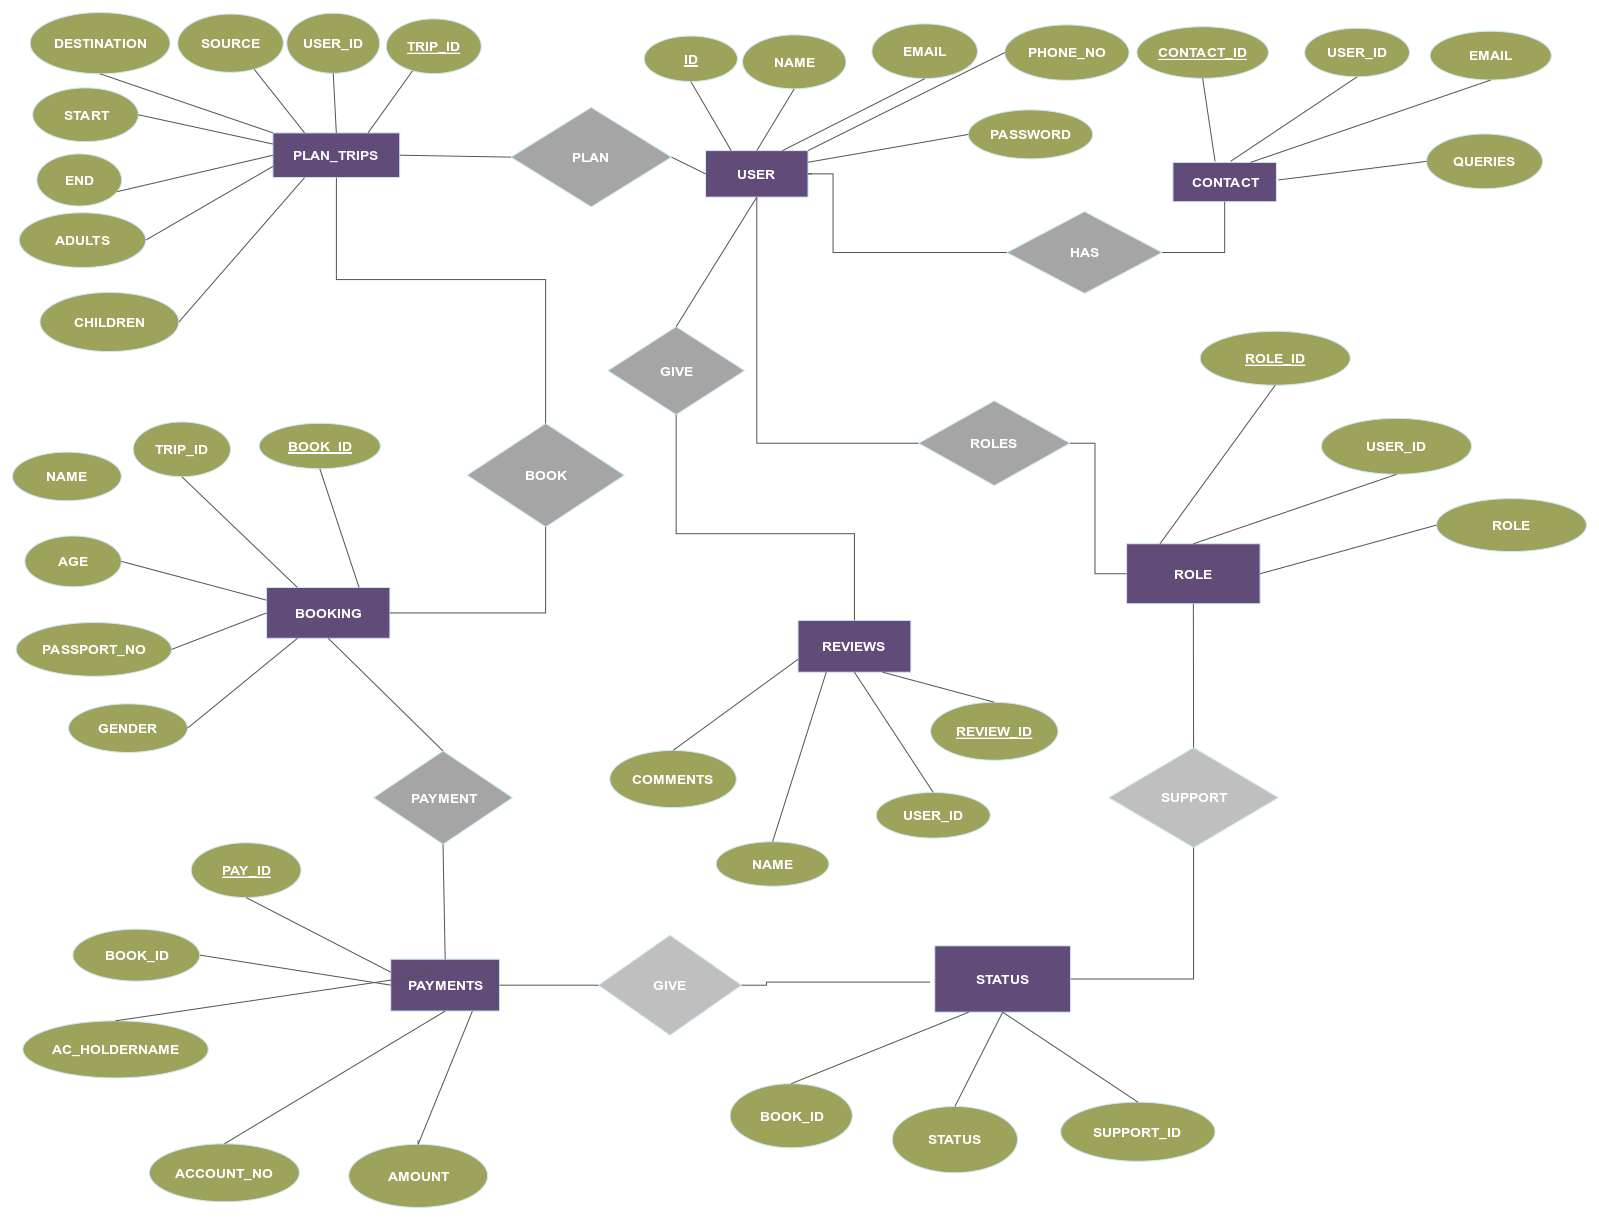 DESTINATION
SOURCE
USER_ID
TRIP_ID
START
END
ADULTS
CHILDREN
PLAN_TRIPS
PLAN
ID
NAME
EMAIL
PHONE_NO
PASSWORD
USER
CONTACT_ID
USER_ID
EMAIL
QUERIES
CONTACT
HAS
GIVE
ROLES
ROLE_ID
USER_ID
ROLE
ROLE
NAME
TRIP_ID
BOOK_ID
BOOK
AGE
PASSPORT_NO
GENDER
BOOKING
REVIEWS
COMMENTS
NAME
USER_ID
REVIEW_ID
PAYMENT
SUPPORT
PAY_ID
BOOK_ID
AC_HOLDERNAME
ACCOUNT_NO
AMOUNT
PAYMENTS
GIVE
STATUS
BOOK_ID
STATUS
SUPPORT_ID